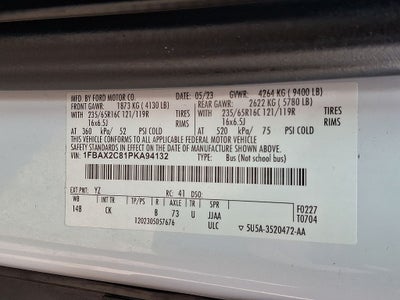 MFD. BY FORD MOTOR CO.
DATE: 05/23 GVWR: 4264 KG ( 9400 LB)
FRONT GAWR: 1873 KG ( 4130 LB) REAR GAWR: 2622 KG ( 5780 LB)
WITH 235/65R16C 121/119R TIRES WITH 235/65R16C 121/119R TIRES
16x6.5J RIMS 16x6.5J RIMS
AT 360 kPa/ 52 PSI COLD AT 520 kPa/ 75 PSI COLD
THIS VEHICLE CONFORMS TO ALL APPLICABLE FEDERAL MOTOR VEHICLE
SAFETY STANDARDS IN EFFECT ON THE DATE OF MANUFACTURE SHOWN ABOVE.
VIN: 1FBAX2C81PKA94132 TYPE: Bus (Not school bus)
EXT PNT: YZ RC: 41 DSO:
WB INT TR TP/PS R AXLE TR SPR F0227
148 CK B 73 U JJAA T0704
1202305057676 ULC ▽ 5U5A-3520472-AA